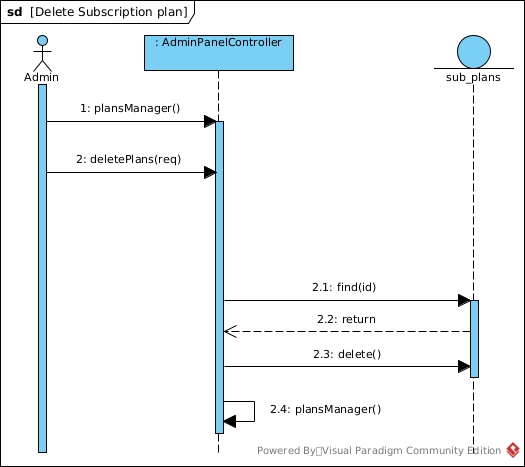 sd [Delete Subscription plan]
: AdminPanelController
Admin
sub_plans
1: plansManager()
2: deletePlans(req)
2.1: find(id)
2.2: return
2.3: delete()
2.4: plansManager()
Powered By Visual Paradigm Community Edition